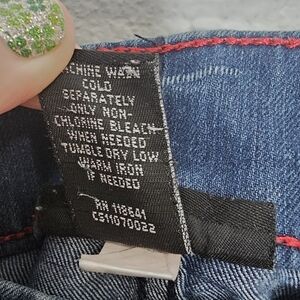 MACHINE WASH
COLD
SEPARATELY
ONLY NON-
CHLORINE BLEACH
WHEN NEEDED
TUMBLE DRY LOW
WARM IRON
IF NEEDED
RN 118641
CS11070022